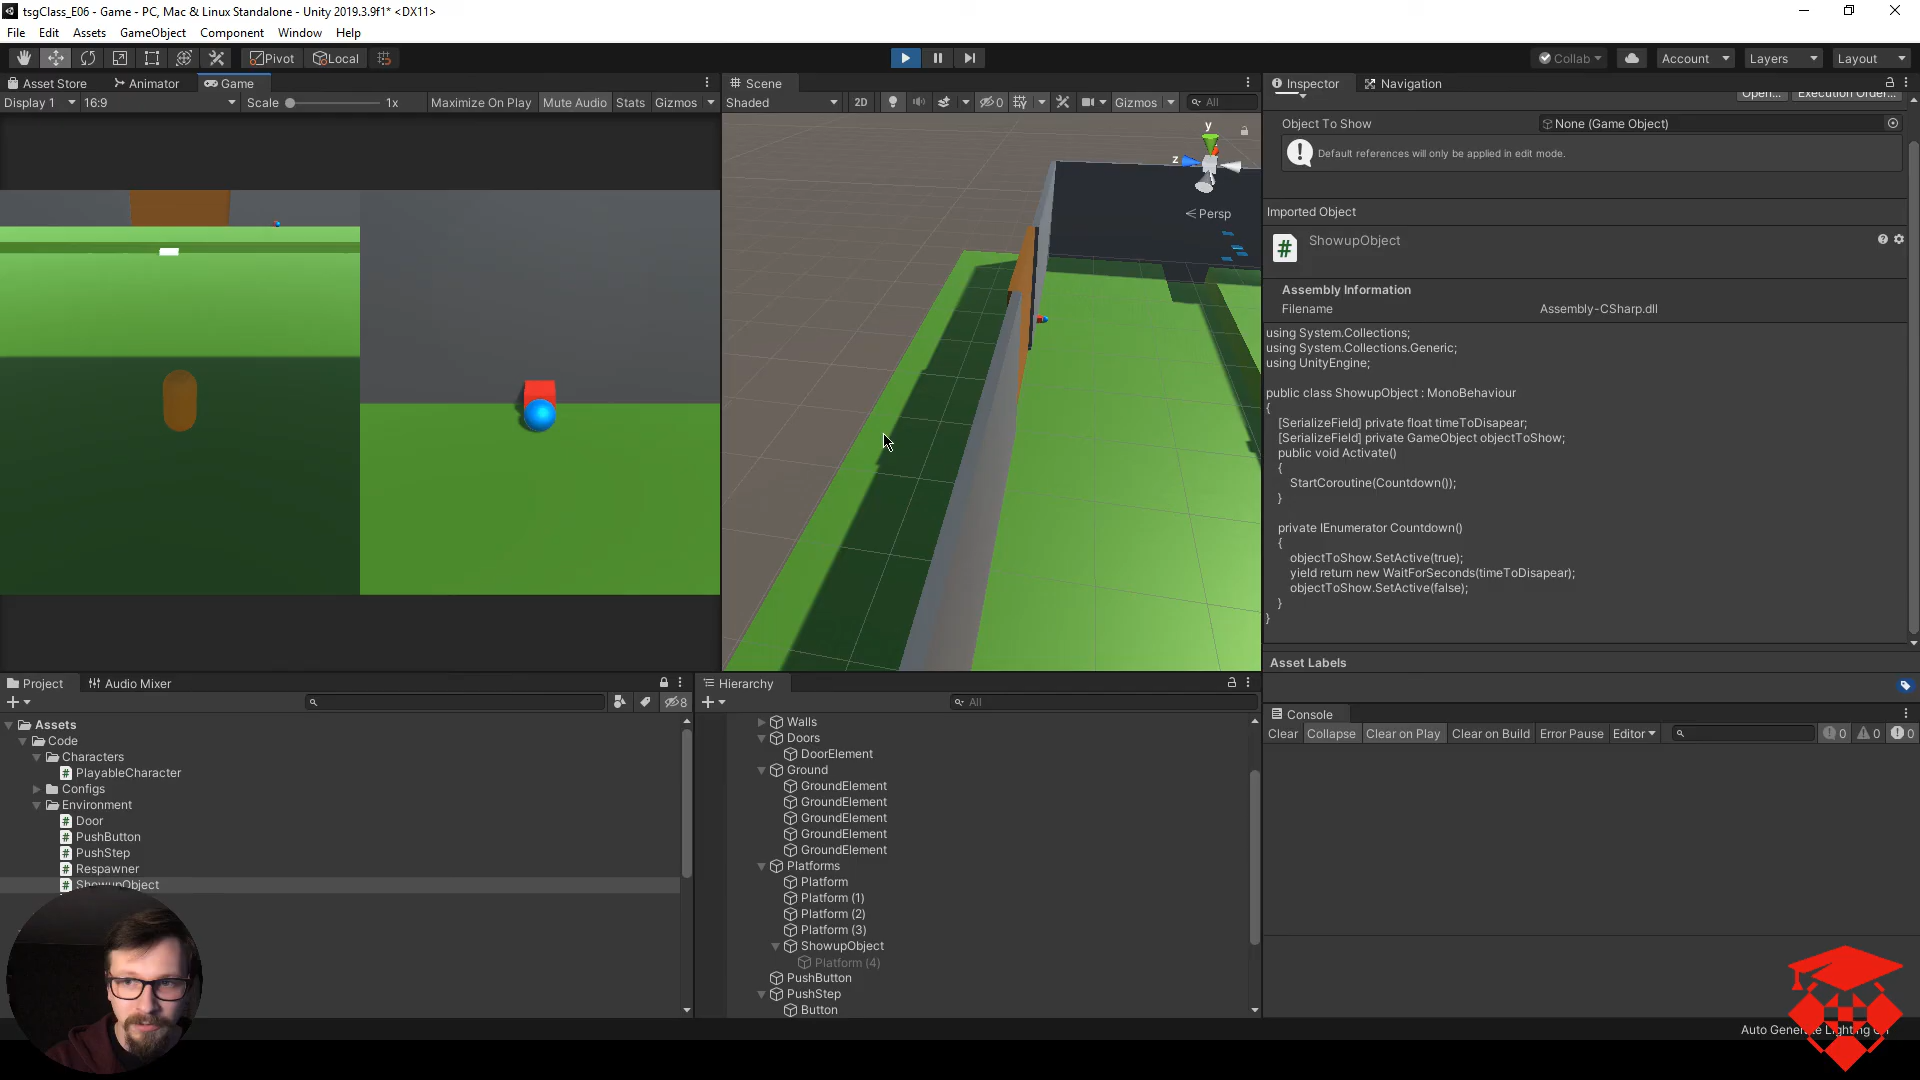 tsgClass_E06 - Game - PC, Mac & Linux Standalone - Unity 2019.3.9f1* <DX11>
File Edit Assets GameObject Component Window Help
Pivot Local Collab Account Layers Layout
Asset Store Animator Game
Display 1 16:9 Scale 1x Maximize On Play Mute Audio Stats Gizmos
Scene
Shaded 2D 0 Gizmos All
y
z
Persp
Inspector Navigation
Open... Execution Order...
Object To Show None (Game Object)
Default references will only be applied in edit mode.
Imported Object
# ShowupObject
Assembly Information
Filename Assembly-CSharp.dll
using System.Collections;
using System.Collections.Generic;
using UnityEngine;
public class ShowupObject : MonoBehaviour
{
[SerializeField] private float timeToDisapear;
[SerializeField] private GameObject objectToShow;
public void Activate()
{
StartCoroutine(Countdown());
}
private IEnumerator Countdown()
{
objectToShow.SetActive(true);
yield return new WaitForSeconds(timeToDisapear);
objectToShow.SetActive(false);
}
}
Asset Labels
Project Audio Mixer
8
Assets
Code
Characters
# PlayableCharacter
Configs
Environment
# Door
# PushButton
# PushStep
# Respawner
# ShowupObject
Hierarchy
All
Walls
Doors
DoorElement
Ground
GroundElement
GroundElement
GroundElement
GroundElement
GroundElement
Platforms
Platform
Platform (1)
Platform (2)
Platform (3)
ShowupObject
Platform (4)
PushButton
PushStep
Button
Console
Clear Collapse Clear on Play Clear on Build Error Pause Editor 0 0 0